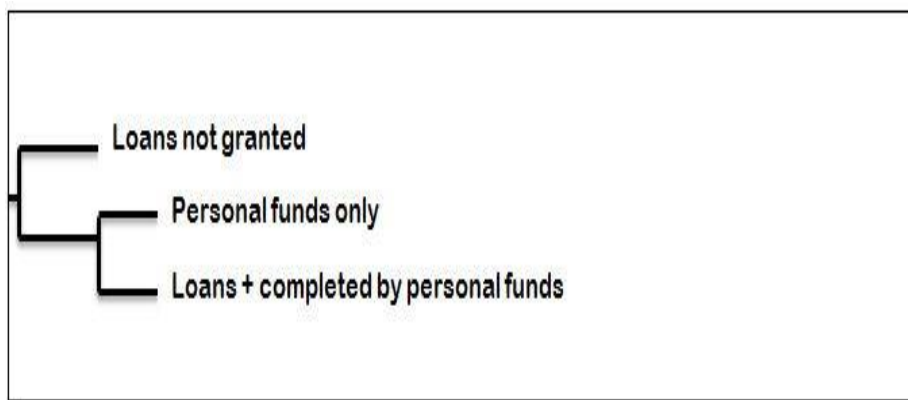 Loans not granted
Personal funds only
Loans + completed by personal funds